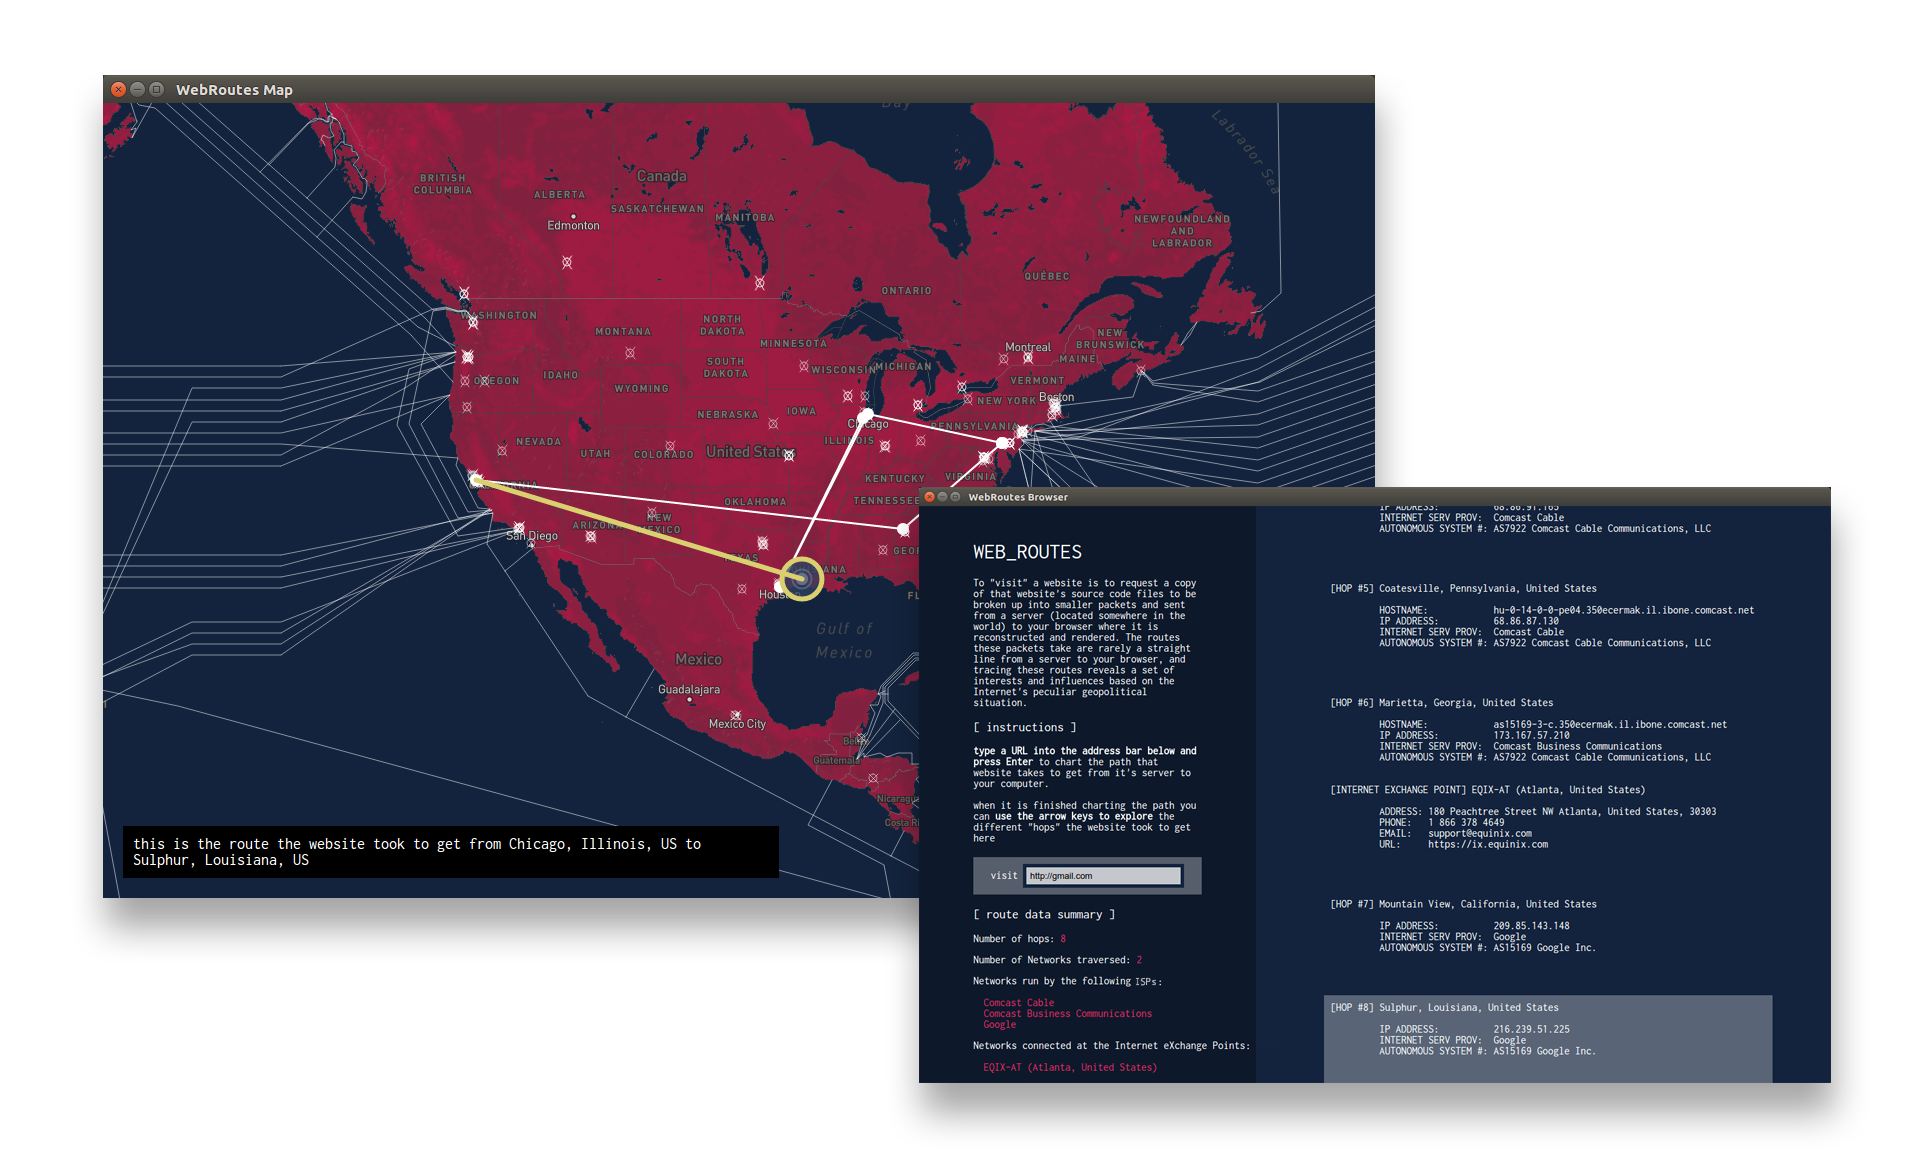 WebRoutes Map
Bay
Labrador Sea
BRITISH
COLUMBIA
Canada
ALBERTA
SASKATCHEWAN
MANITOBA
Edmonton
NEWFOUNDLAND
AND
LABRADOR
QUÉBEC
ONTARIO
WASHINGTON
MONTANA
NORTH
DAKOTA
MINNESOTA
NEW
BRUNSWICK
Montreal
MAINE
OREGON
IDAHO
SOUTH
DAKOTA
WISCONSIN
MICHIGAN
VERMONT
WYOMING
NEBRASKA
IOWA
NEW YORK
Boston
Chicago
PENNSYLVANIA
ILLINOIS
NEVADA
UTAH
COLORADO
United States
KENTUCKY
VIRGINIA
CALIFORNIA
OKLAHOMA
TENNESSEE
ARIZONA
NEW
MEXICO
San Diego
TEXAS
GEOR
ANA
Hous
FL
Gulf of
Mexico
Mexico
Guadalajara
Mexico City
Beli
Guatemala
Nicaragua
Costa Ri
this is the route the website took to get from Chicago, Illinois, US to
Sulphur, Louisiana, US
WebRoutes Browser
WEB_ROUTES
To "visit" a website is to request a copy
of that website's source code files to be
broken up into smaller packets and sent
from a server (located somewhere in the
world) to your browser where it is
reconstructed and rendered. The routes
these packets take are rarely a straight
line from a server to your browser, and
tracing these routes reveals a set of
interests and influences based on the
Internet's peculiar geopolitical
situation.
[ instructions ]
type a URL into the address bar below and
press Enter to chart the path that
website takes to get from it's server to
your computer.
when it is finished charting the path you
can use the arrow keys to explore the
different "hops" the website took to get
here
visit http://gmail.com
[ route data summary ]
Number of hops: 8
Number of Networks traversed: 2
Networks run by the following ISPs:
Comcast Cable
Comcast Business Communications
Google
Networks connected at the Internet eXchange Points:
EQIX-AT (Atlanta, United States)
IP ADDRESS: 68.86.91.165
INTERNET SERV PROV: Comcast Cable
AUTONOMOUS SYSTEM #: AS7922 Comcast Cable Communications, LLC
[HOP #5] Coatesville, Pennsylvania, United States
HOSTNAME: hu-0-14-0-0-pe04.350ecermak.il.ibone.comcast.net
IP ADDRESS: 68.86.87.130
INTERNET SERV PROV: Comcast Cable
AUTONOMOUS SYSTEM #: AS7922 Comcast Cable Communications, LLC
[HOP #6] Marietta, Georgia, United States
HOSTNAME: as15169-3-c.350ecermak.il.ibone.comcast.net
IP ADDRESS: 173.167.57.210
INTERNET SERV PROV: Comcast Business Communications
AUTONOMOUS SYSTEM #: AS7922 Comcast Cable Communications, LLC
[INTERNET EXCHANGE POINT] EQIX-AT (Atlanta, United States)
ADDRESS: 180 Peachtree Street NW Atlanta, United States, 30303
PHONE: 1 866 378 4649
EMAIL: support@equinix.com
URL: https://ix.equinix.com
[HOP #7] Mountain View, California, United States
IP ADDRESS: 209.85.143.148
INTERNET SERV PROV: Google
AUTONOMOUS SYSTEM #: AS15169 Google Inc.
[HOP #8] Sulphur, Louisiana, United States
IP ADDRESS: 216.239.51.225
INTERNET SERV PROV: Google
AUTONOMOUS SYSTEM #: AS15169 Google Inc.